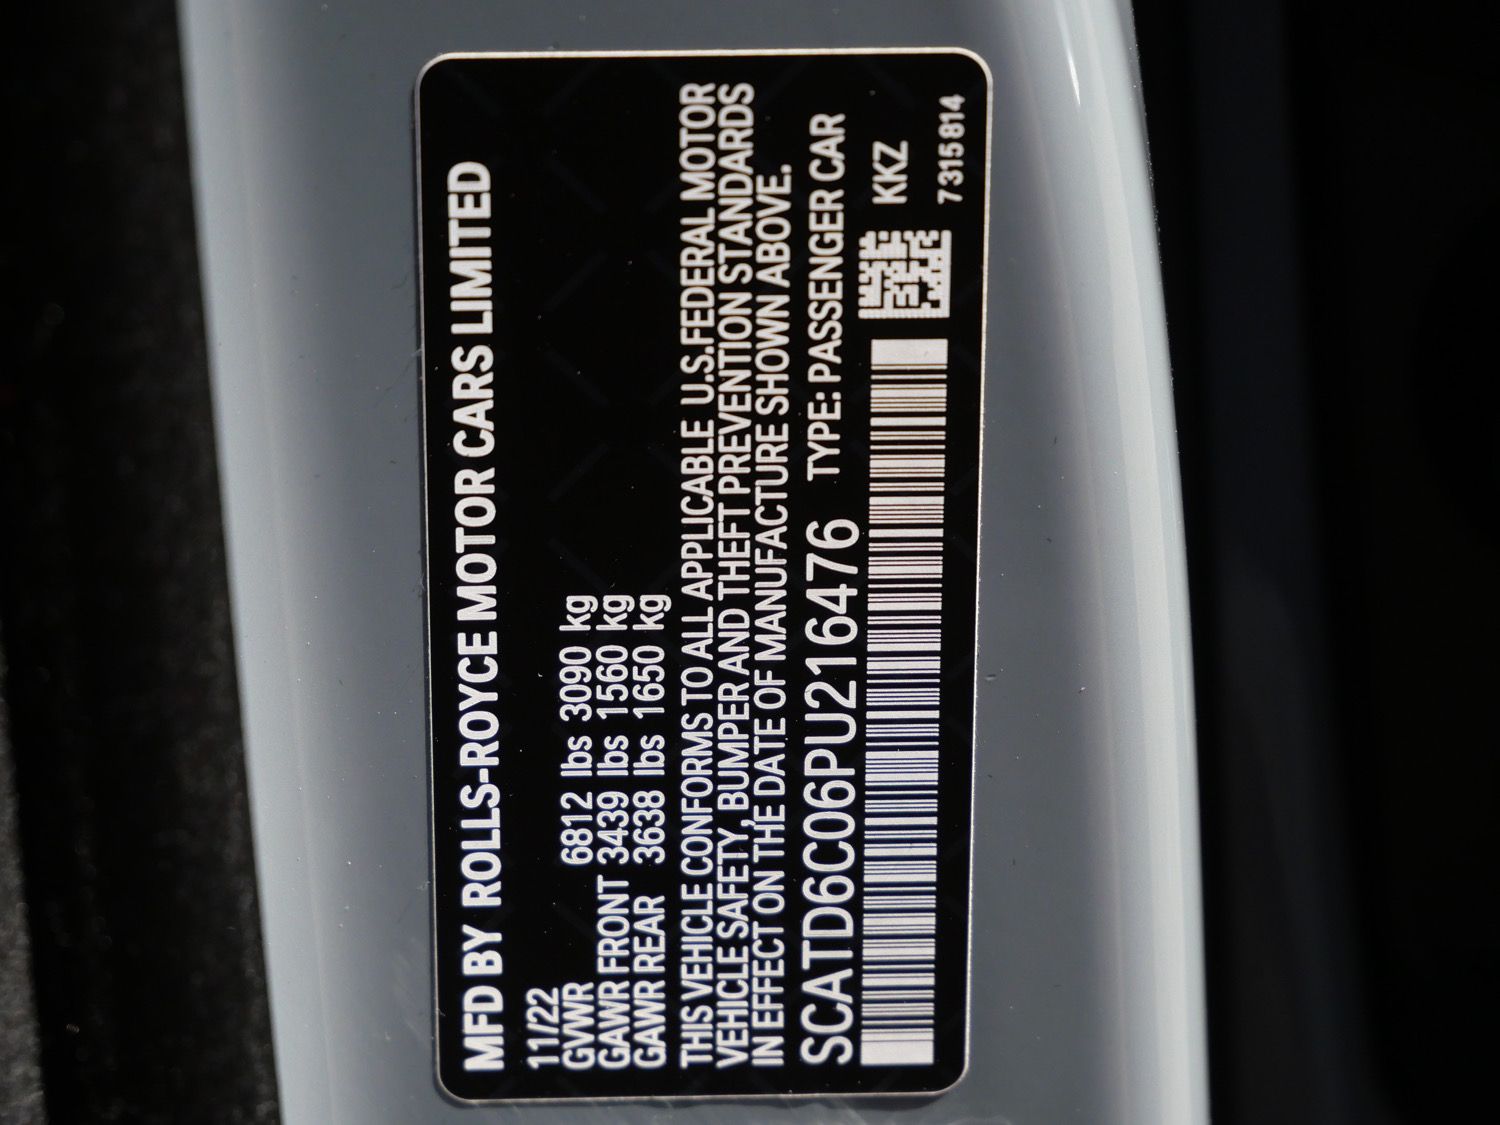 MFD BY ROLLS-ROYCE MOTOR CARS LIMITED
11/22
GVWR 6812 lbs 3090 kg
GAWR FRONT 3439 lbs 1560 kg
GAWR REAR 3638 lbs 1650 kg
THIS VEHICLE CONFORMS TO ALL APPLICABLE U.S.FEDERAL MOTOR
VEHICLE SAFETY, BUMPER AND THEFT PREVENTION STANDARDS
IN EFFECT ON THE DATE OF MANUFACTURE SHOWN ABOVE.
SCATD6C06PU216476 TYPE: PASSENGER CAR
KKZ
7315814